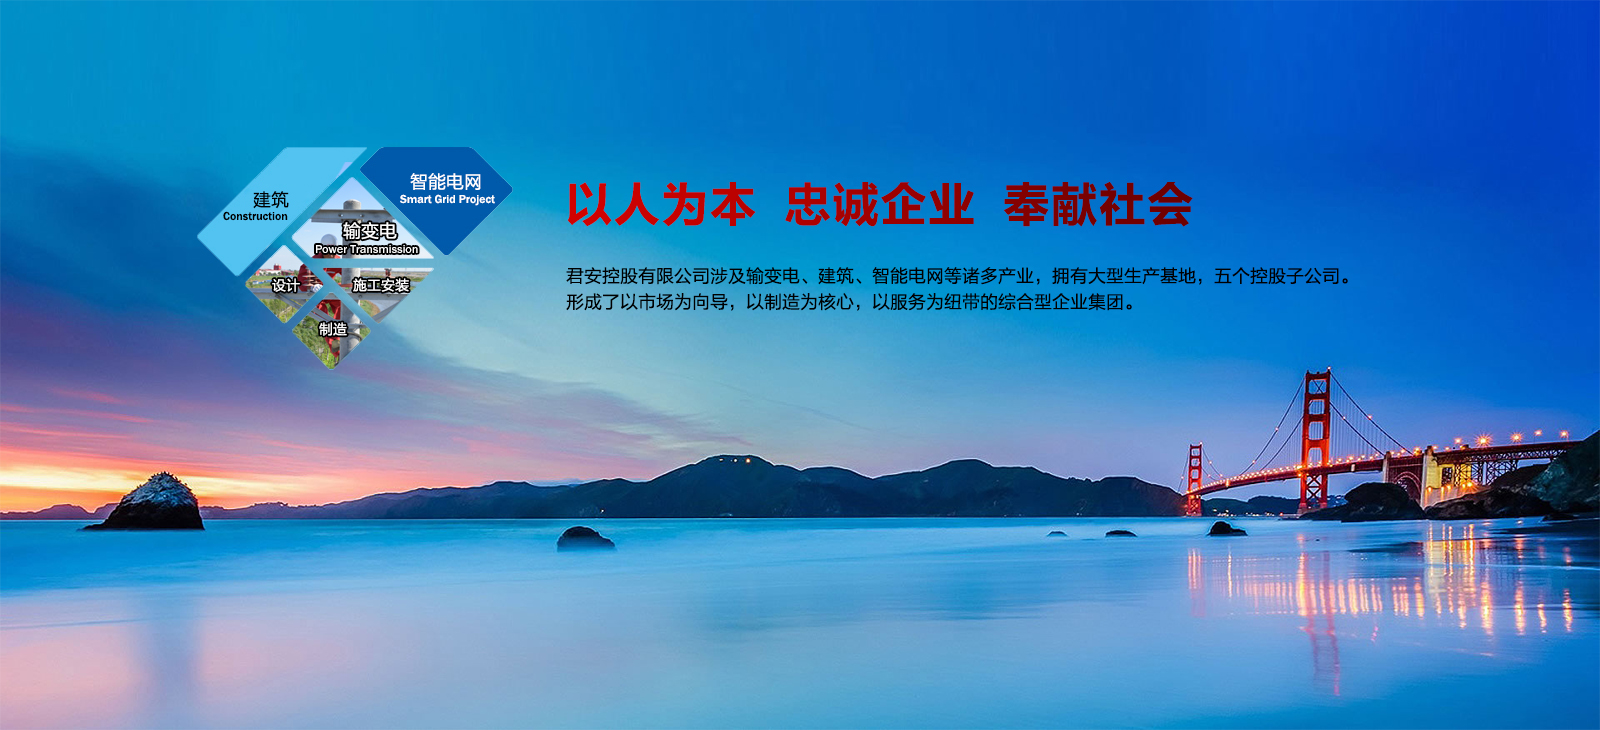 建筑
Construction
智能电网
Smart Grid Project
输变电
Power Transmission
设计
施工安装
制造
以人为本 忠诚企业 奉献社会
君安控股有限公司涉及输变电、建筑、智能电网等诸多产业，拥有大型生产基地，五个控股子公司。
形成了以市场为向导，以制造为核心，以服务为纽带的综合型企业集团。